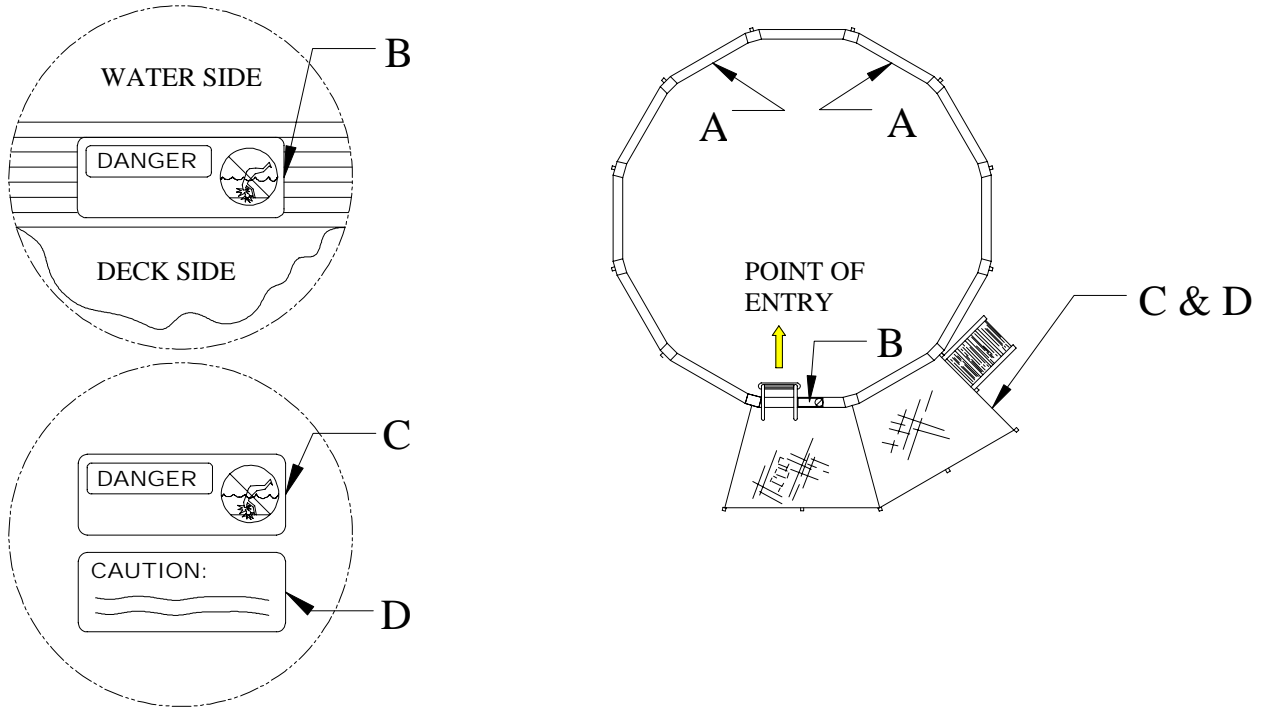 WATER SIDE
B
DANGER
DECK SIDE
DANGER
C
CAUTION:
D
A
A
POINT OF
ENTRY
B
C & D